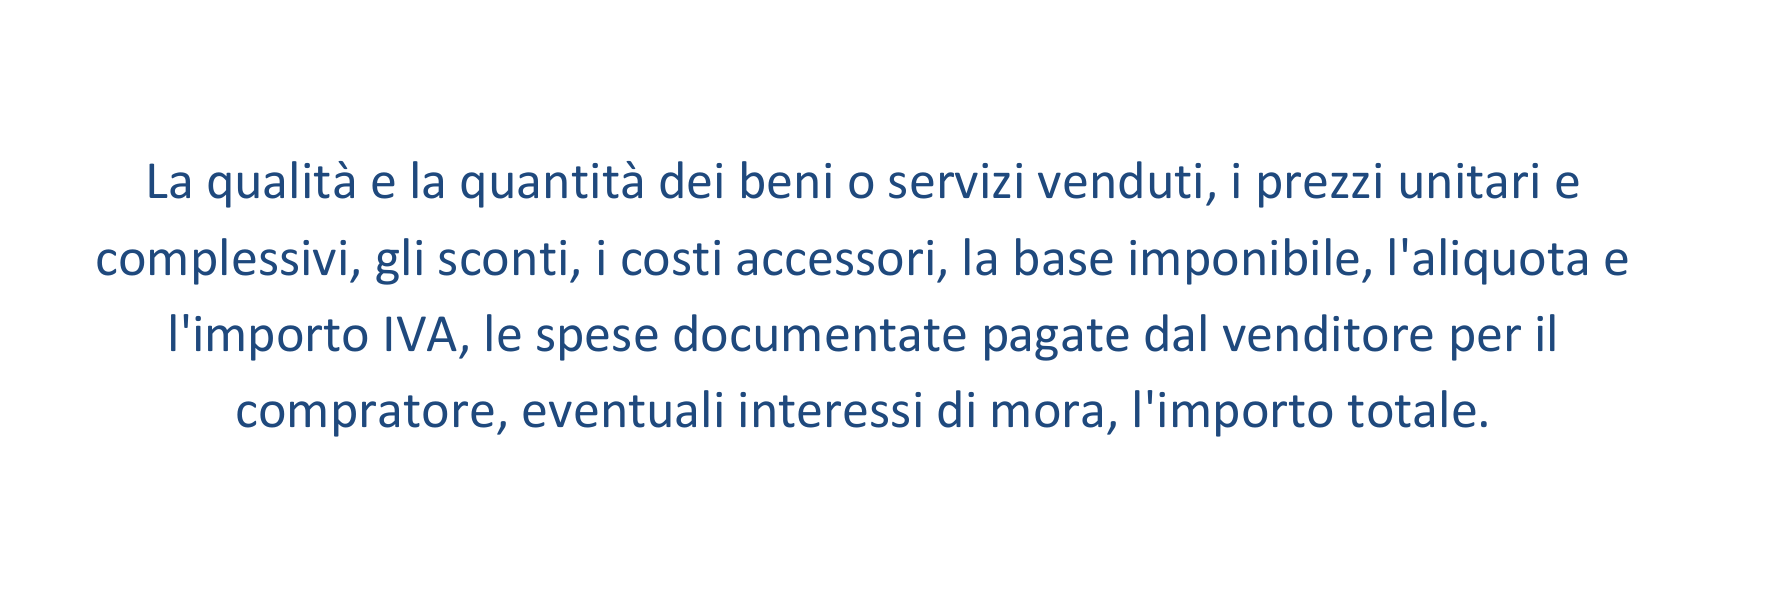 La qualità e la quantità dei beni o servizi venduti, i prezzi unitari e
complessivi, gli sconti, i costi accessori, la base imponibile, l'aliquota e
l'importo IVA, le spese documentate pagate dal venditore per il
compratore, eventuali interessi di mora, l'importo totale.